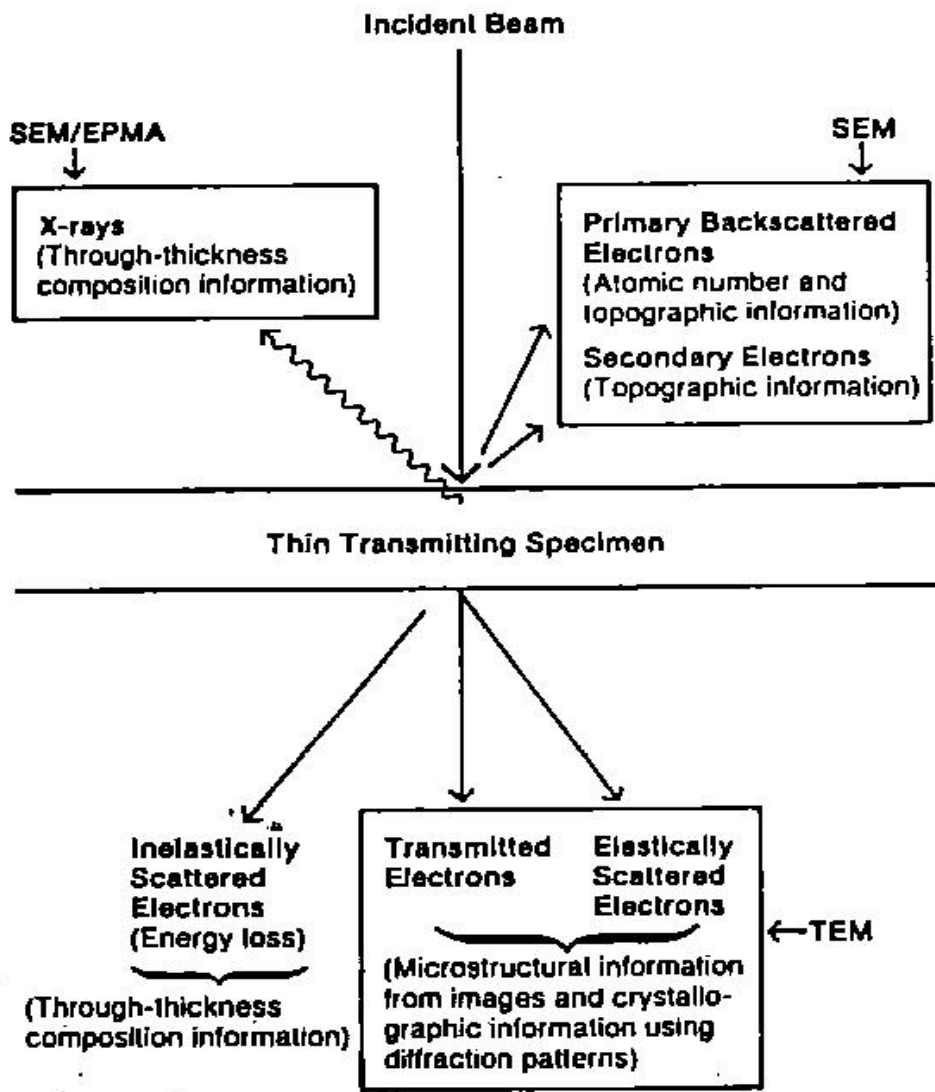 Incident Beam
SEM/EPMA
X-rays
(Through-thickness
composition information)
SEM
Primary Backscattered
Electrons
(Atomic number and
topographic information)
Secondary Electrons
(Topographic information)
Thin Transmitting Specimen
Inelastically
Scattered
Electrons
(Energy loss)
(Through-thickness
composition information)
Transmitted
Electrons
Elastically
Scattered
Electrons
(Microstructural information
from images and crystallo-
graphic information using
diffraction patterns)
TEM